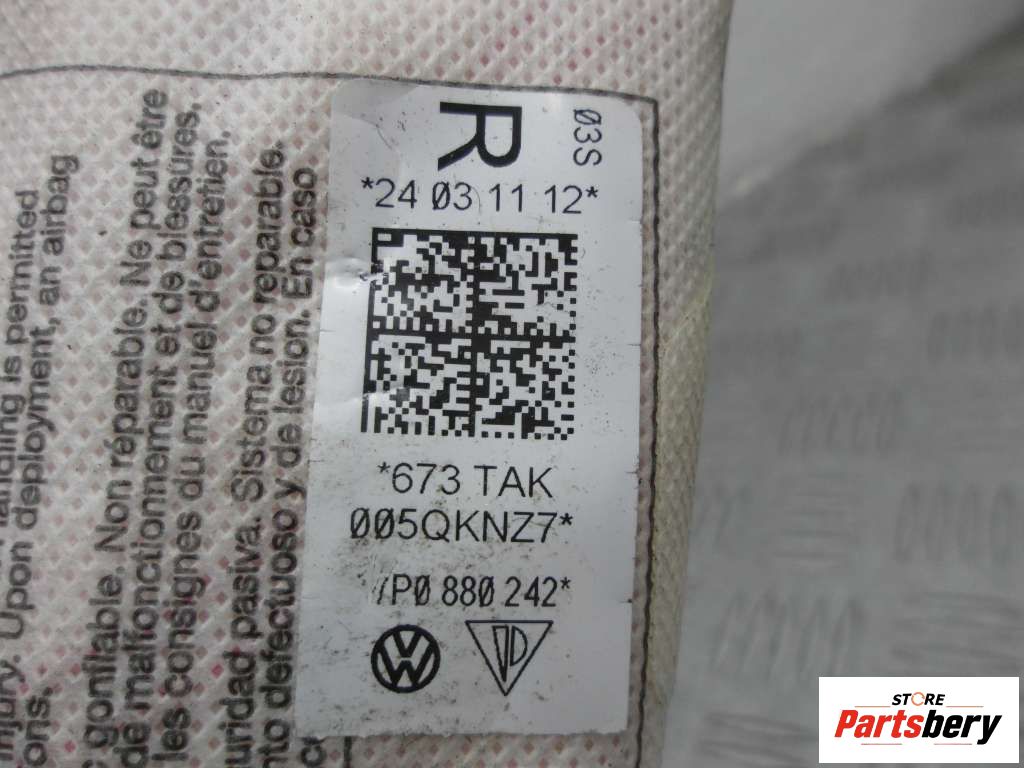 R
03S
*24 03 11 12*
*673 TAK
005QKNZ7*
7P0 880 242*
handling is permitted
injury. Upon deployment, an airbag
ons.
gonflable. Non réparable. Ne peut être
de malfonctionnement et de blessures,
les consignes du manuel d'entretien.
uridad pasiva. Sistema no reparable.
nto defectuoso y de lesion. En caso
STORE
Partsbery